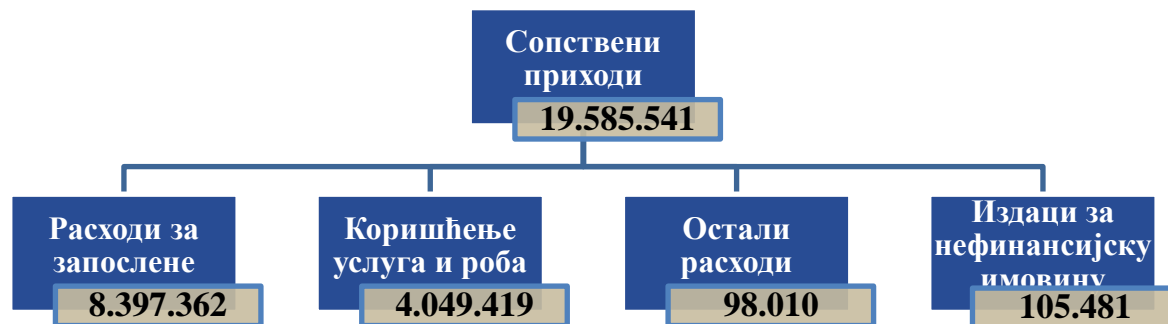 Сопствени
приходи
19.585.541
Расходи за
запослене
8.397.362
Коришћење
услуга и роба
4.049.419
Остали
расходи
98.010
Издаци за
нефинансијску
имовину
105.481